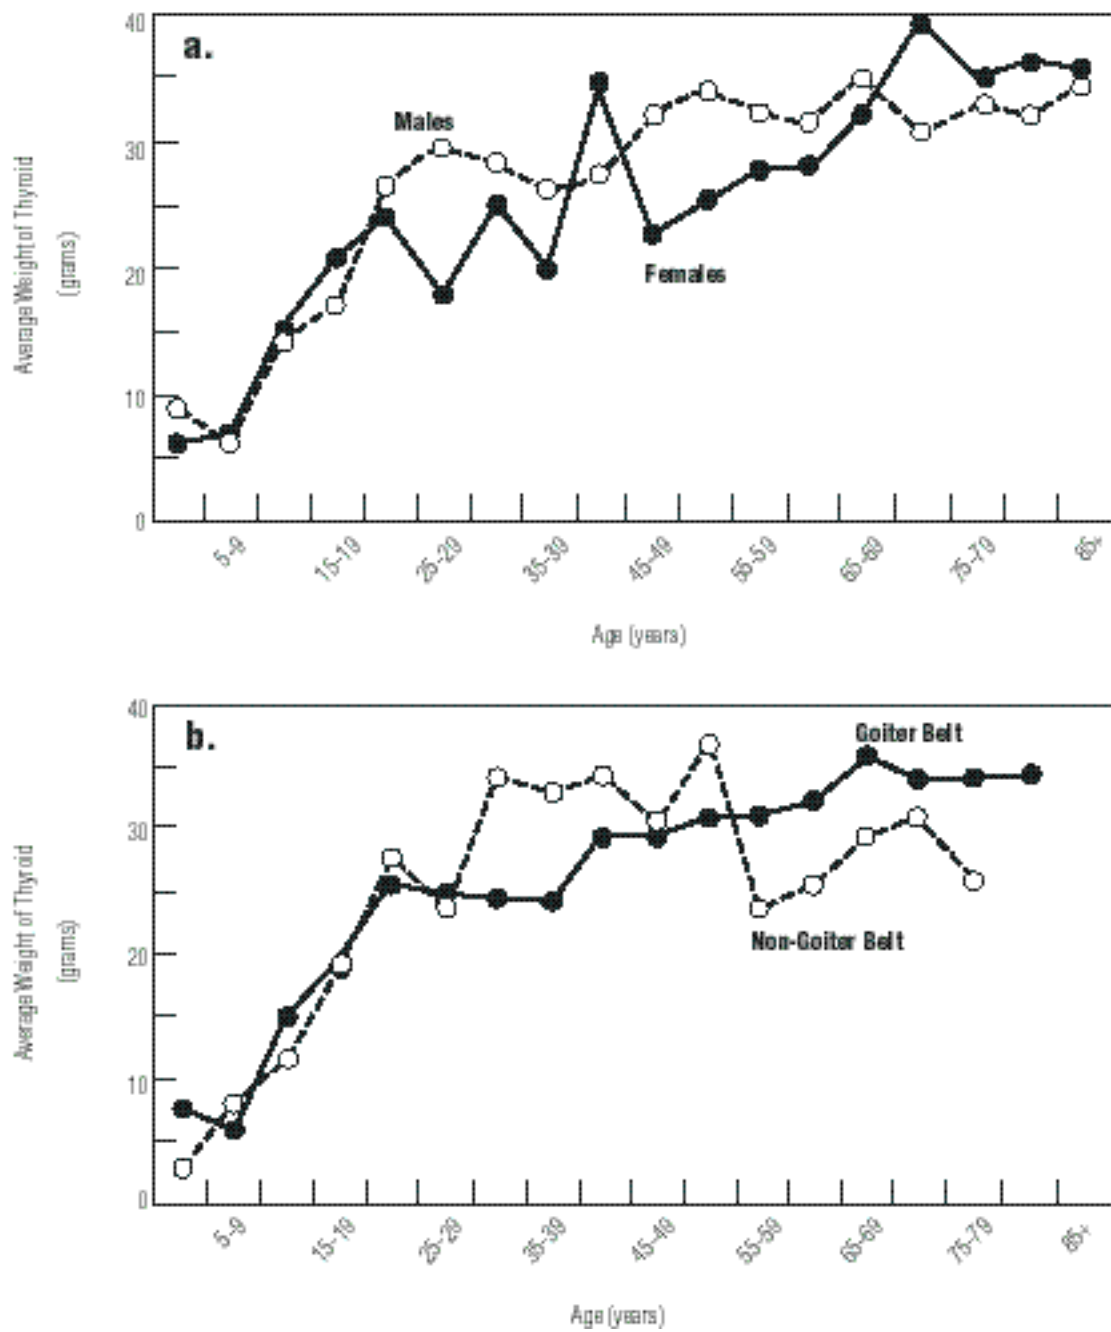 40
a.
Males
30
Average Weight of Thyroid
(grams)
20
Females
10
0
5-9
15-19
25-29
35-39
45-49
55-59
65-69
75-79
85+
Age (years)
40
b.
Goiter Belt
30
Average Weight of Thyroid
(grams)
20
Non-Goiter Belt
10
0
5-9
15-19
25-29
35-39
45-49
55-59
65-69
75-79
85+
Age (years)